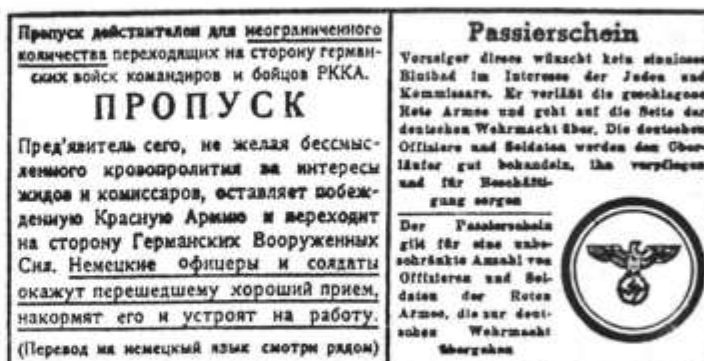 Пропуск действителен для неограниченного
количества переходящих на сторону герман-
ских войск командиров и бойцов РККА.
ПРОПУСК
Пред'явитель сего, не желая бессмыс-
ленного кровопролития за интересы
жидов и комиссаров, оставляет побеж-
денную Красную Армию и переходит
на сторону Германских Вооруженных
Сил. Немецкие офицеры и солдаты
окажут перешедшему хороший прием,
накормят его и устроят на работу.
(Перевод на немецкий язык смотри рядом)
Passierschein
Vorzeiger dieses wünscht kein sinnloses
Blutbad im Interesse der Juden und
Kommissare. Er verläßt die geschlagene
Rote Armee und geht auf die Seite der
deutschen Wehrmacht über. Die deutschen
Offiziere und Soldaten werden den Über-
läufer gut behandeln, ihn verpflegen
und für Beschäfti-
gung sorgen
Der Passierschein
gilt für eine unbe-
schränkte Anzahl von
Offizieren und Sol-
daten der Roten
Armee, die zur deut-
schen Wehrmacht
übergehen